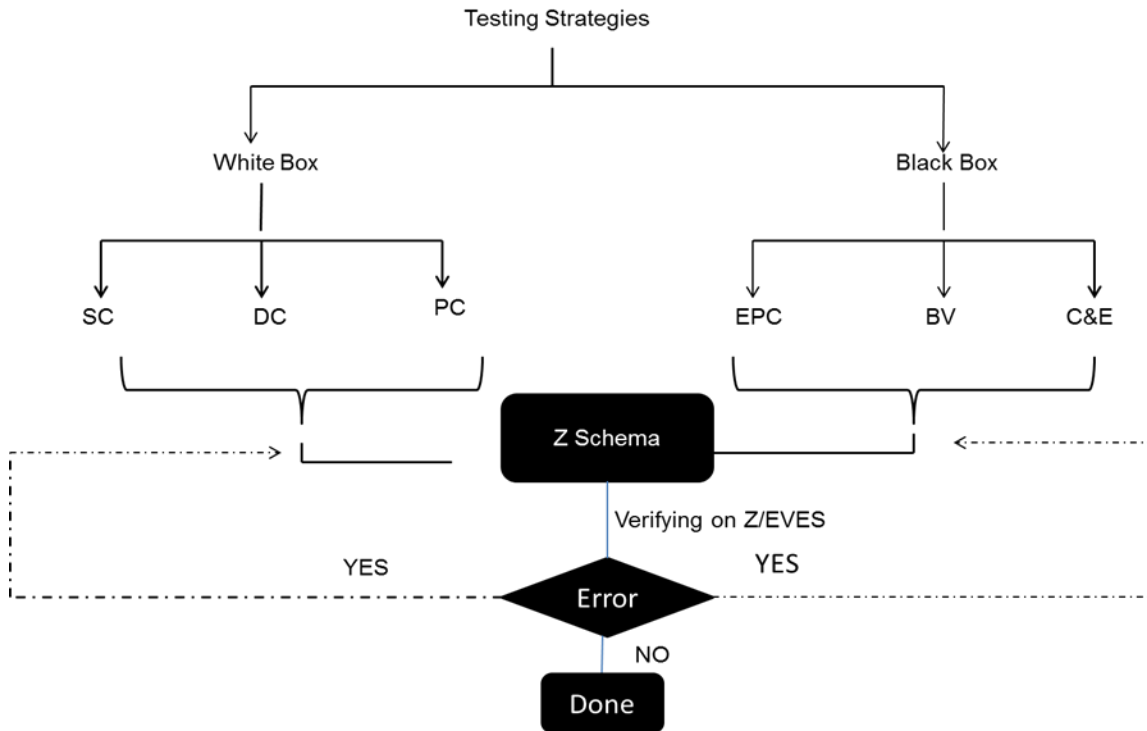 Testing Strategies
White Box
Black Box
SC
DC
PC
EPC
BV
C&E
Z Schema
Verifying on Z/EVES
YES
YES
Error
NO
Done